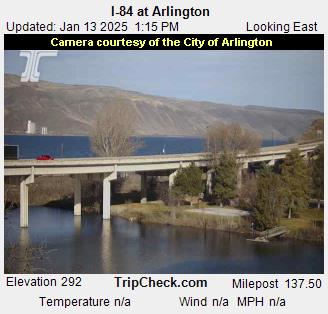 I-84 at Arlington
Updated: Jan 13 2025 1:15 PM Looking East
Camera courtesy of the City of Arlington
Elevation 292 TripCheck.com Milepost 137.50
Temperature n/a Wind n/a MPH n/a